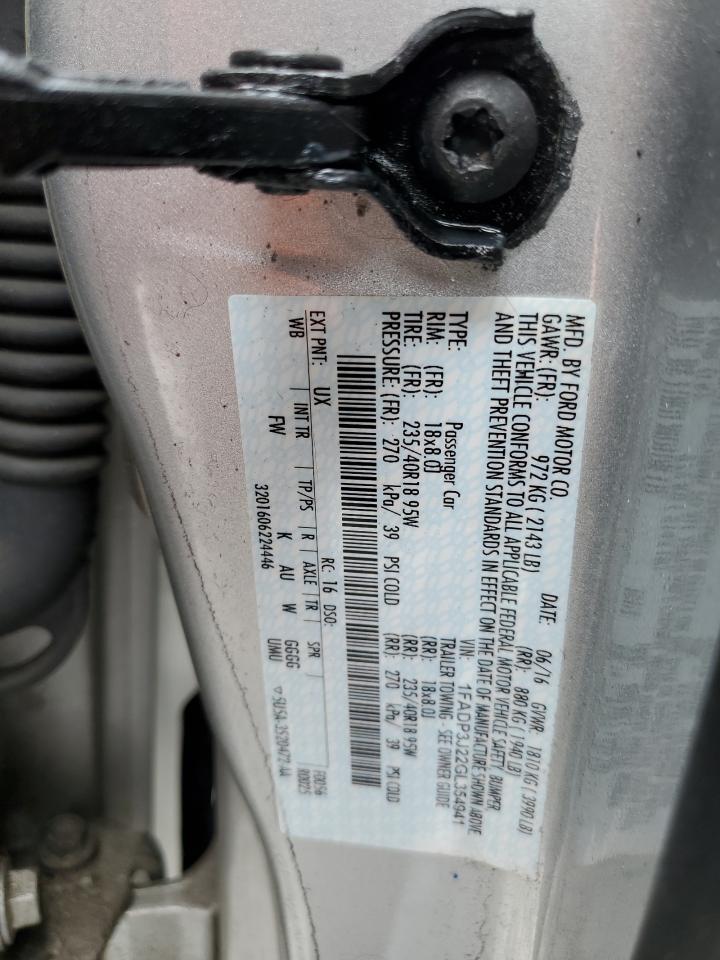 MFD. BY FORD MOTOR CO. DATE: 06/16 GVWR: 1810 KG ( 3990 LB)
GAWR: (FR): 972 KG ( 2143 LB) (RR): 880 KG ( 1940 LB)
THIS VEHICLE CONFORMS TO ALL APPLICABLE FEDERAL MOTOR VEHICLE SAFETY, BUMPER
AND THEFT PREVENTION STANDARDS IN EFFECT ON THE DATE OF MANUFACTURE SHOWN ABOVE
VIN: 1FADP3J22GL354941
TYPE: Passenger Car TRAILER TOWING - SEE OWNER GUIDE
RIM: (FR): 18x8.0J (RR): 18x8.0J
TIRE: (FR): 235/40R18 95W (RR): 235/40R18 95W
PRESSURE: (FR): 270 kPa/ 39 PSI COLD (RR): 270 kPa/ 39 PSI COLD
RC: 16 DSO:
EXT PNT: UX
WB INT TR TP/PS R AXLE TR SPR
FW K AU W GGGG
3201606224446 UMU